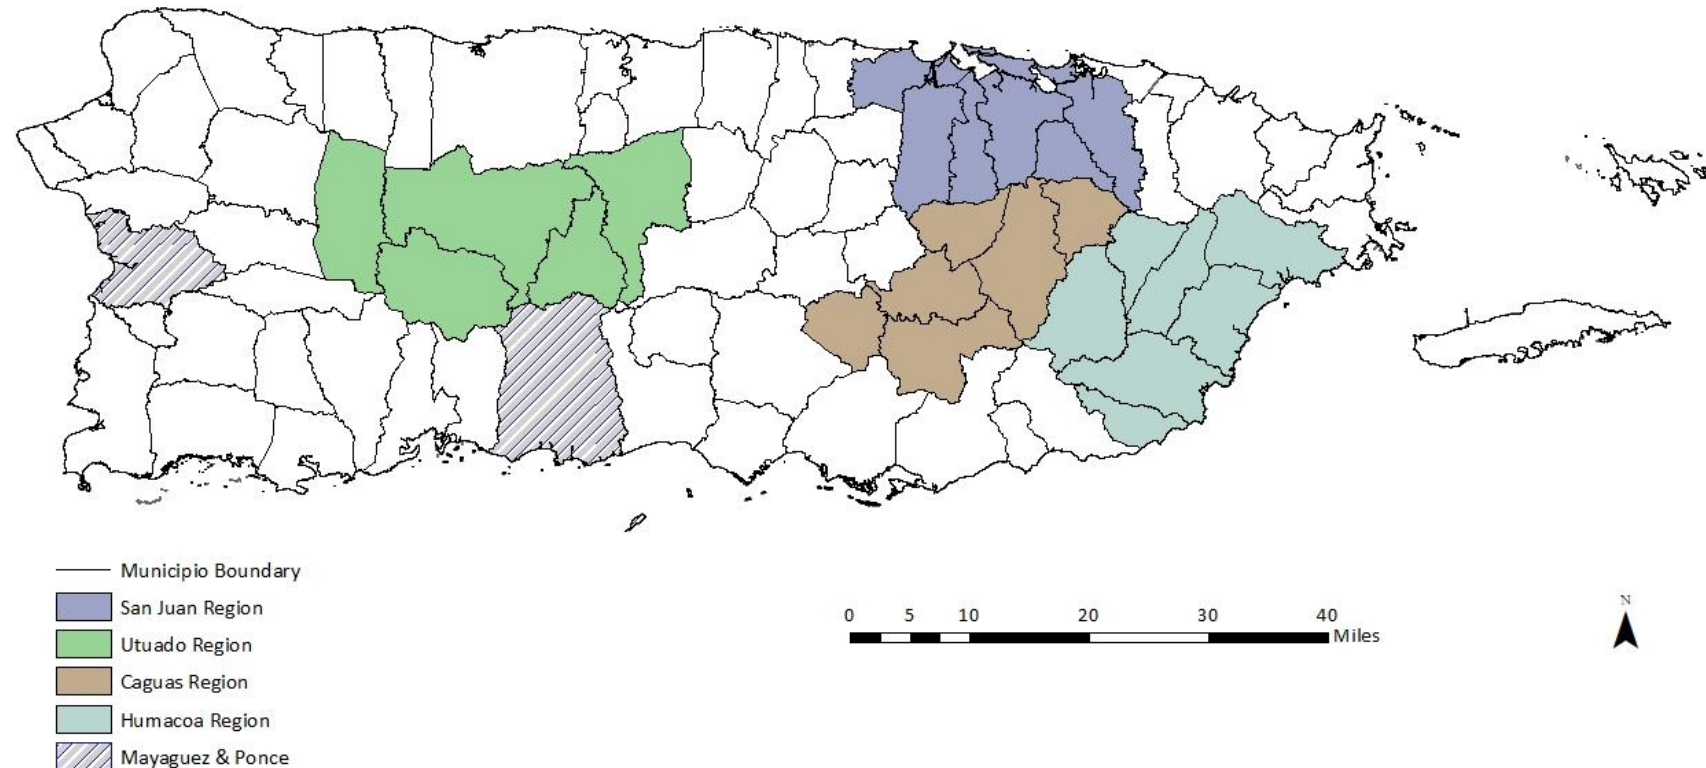 Municipio Boundary
San Juan Region
Utuado Region
Caguas Region
Humacoa Region
Mayaguez & Ponce
0 5 10 20 30 40
Miles
N